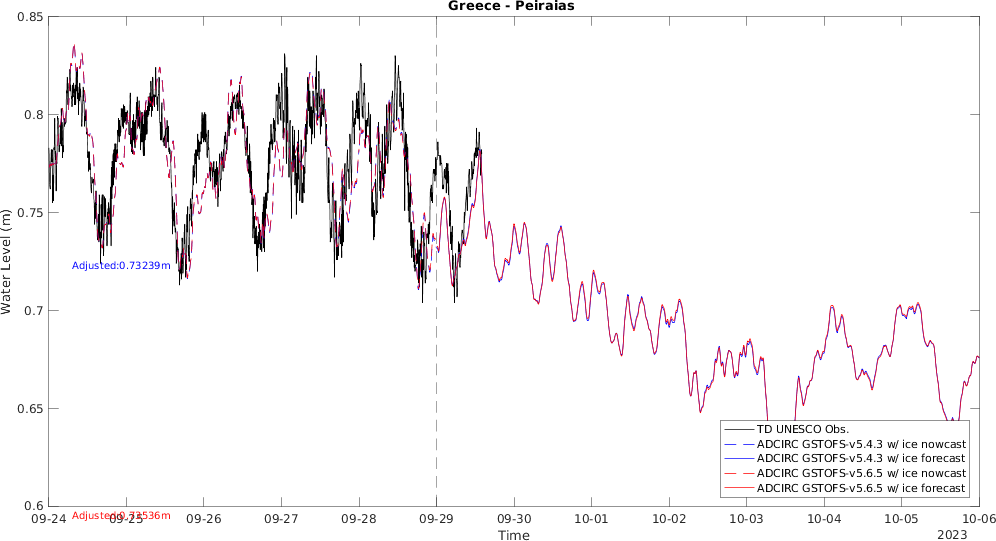 Greece - Peiraias
Water Level (m)
0.85
0.8
0.75
0.7
0.65
0.6
Adjusted:0.73239m
Adjusted:0.73536m
TD UNESCO Obs.
ADCIRC GSTOFS-v5.4.3 w/ ice nowcast
ADCIRC GSTOFS-v5.4.3 w/ ice forecast
ADCIRC GSTOFS-v5.6.5 w/ ice nowcast
ADCIRC GSTOFS-v5.6.5 w/ ice forecast
09-24 09-25 09-26 09-27 09-28 09-29 09-30 10-01 10-02 10-03 10-04 10-05 10-06
Time
2023